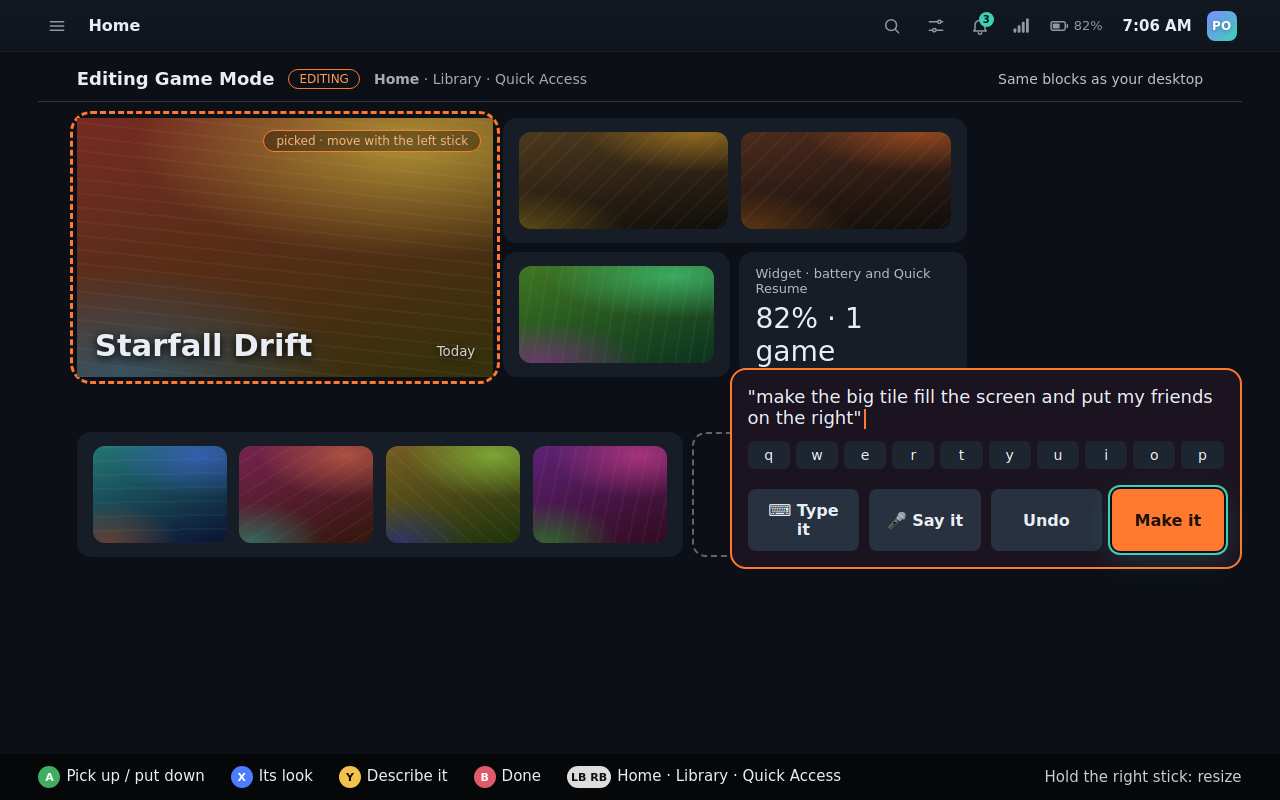 Home
3
82%
7:06 AM
PO
Editing Game Mode
EDITING
Home · Library · Quick Access
Same blocks as your desktop
picked · move with the left stick
Starfall Drift
Today
Widget · battery and Quick
Resume
82% · 1
game
"make the big tile fill the screen and put my friends
on the right"
q w e r t y u i o p
Type
it
Say it
Undo
Make it
A Pick up / put down
X Its look
Y Describe it
B Done
LB RB Home · Library · Quick Access
Hold the right stick: resize